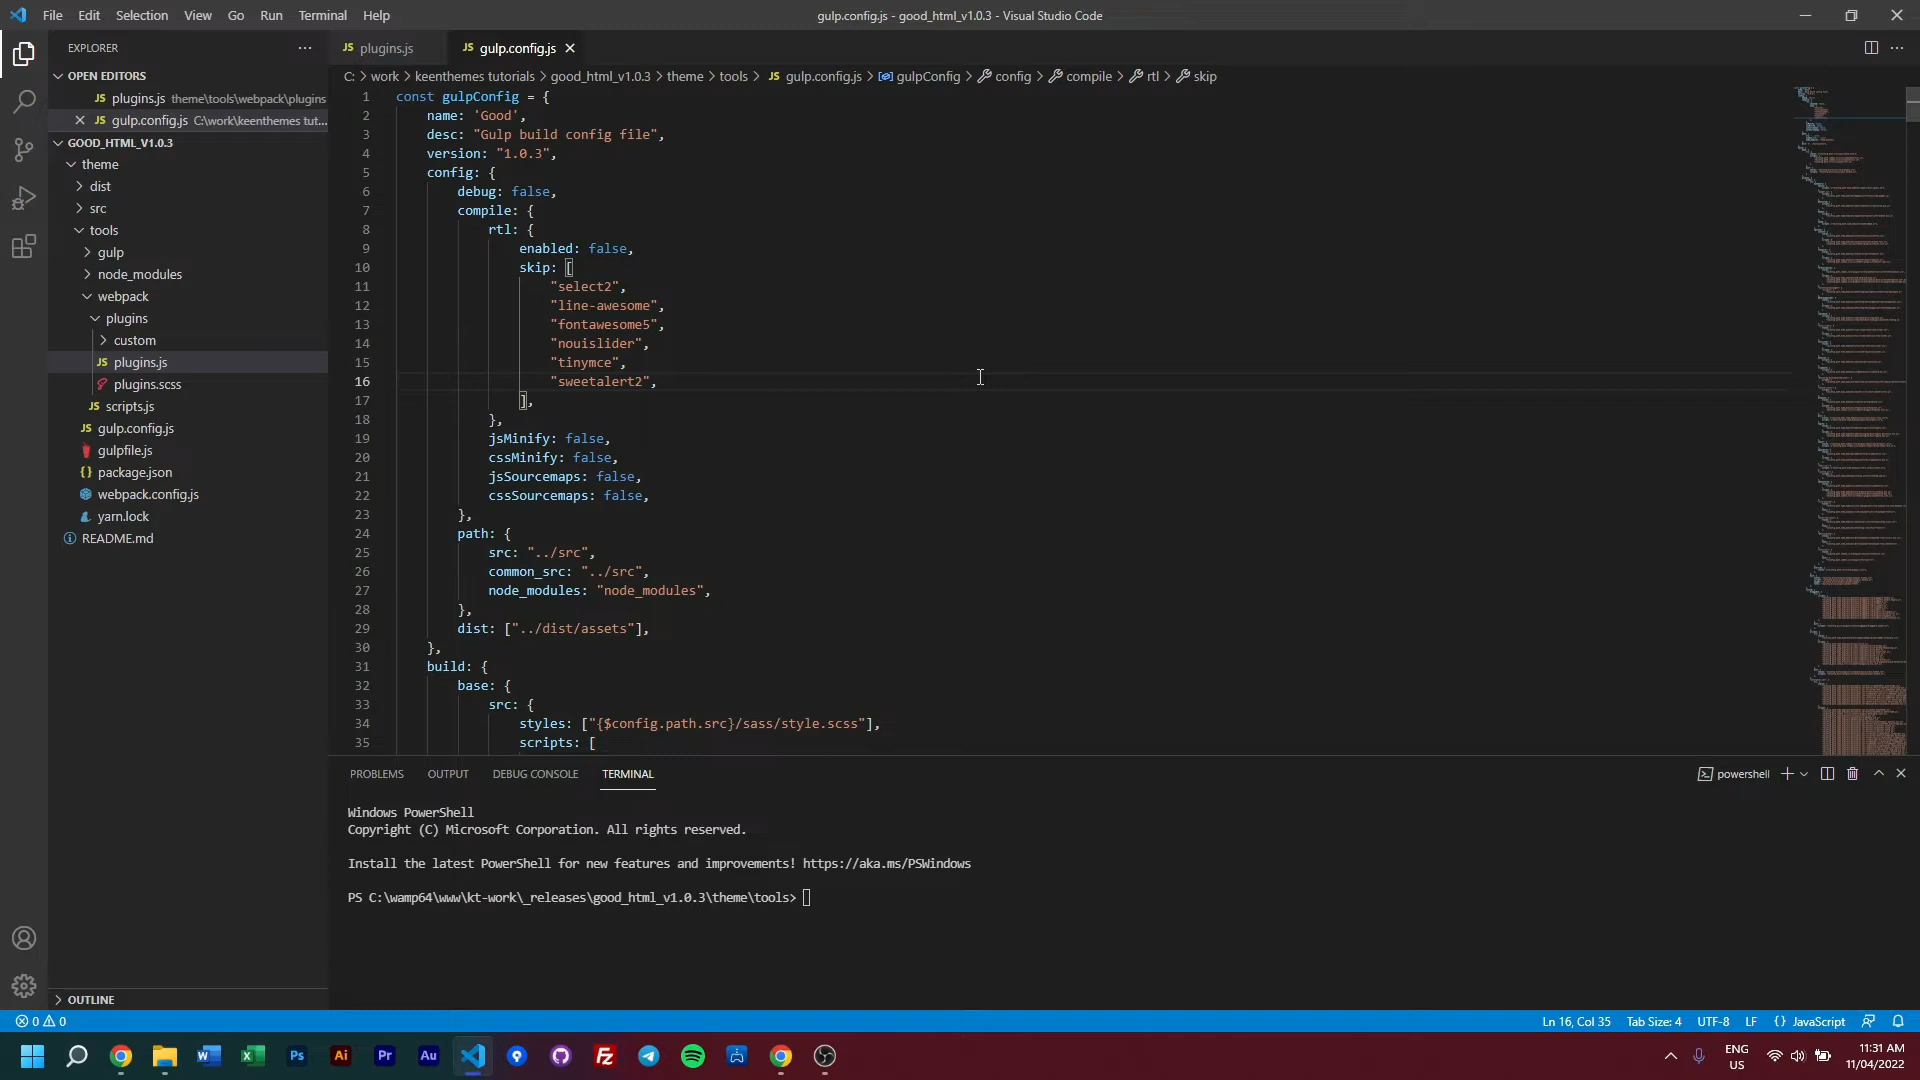 File Edit Selection View Go Run Terminal Help
gulp.config.js - good_html_v1.0.3 - Visual Studio Code
EXPLORER
OPEN EDITORS
JS plugins.js theme\tools\webpack\plugins
JS gulp.config.js C:\work\keenthemes tut...
GOOD_HTML_V1.0.3
theme
dist
src
tools
gulp
node_modules
webpack
plugins
custom
JS plugins.js
plugins.scss
JS scripts.js
JS gulp.config.js
gulpfile.js
{} package.json
webpack.config.js
yarn.lock
README.md
OUTLINE
JS plugins.js
JS gulp.config.js
C: > work > keenthemes tutorials > good_html_v1.0.3 > theme > tools > JS gulp.config.js > gulpConfig > config > compile > rtl > skip
1 const gulpConfig = {
2 name: 'Good',
3 desc: "Gulp build config file",
4 version: "1.0.3",
5 config: {
6 debug: false,
7 compile: {
8 rtl: {
9 enabled: false,
10 skip: [
11 "select2",
12 "line-awesome",
13 "fontawesome5",
14 "nouislider",
15 "tinymce",
16 "sweetalert2",
17 ],
18 },
19 jsMinify: false,
20 cssMinify: false,
21 jsSourcemaps: false,
22 cssSourcemaps: false,
23 },
24 path: {
25 src: "../src",
26 common_src: "../src",
27 node_modules: "node_modules",
28 },
29 dist: ["../dist/assets"],
30 },
31 build: {
32 base: {
33 src: {
34 styles: ["{$config.path.src}/sass/style.scss"],
35 scripts: [
PROBLEMS OUTPUT DEBUG CONSOLE TERMINAL
powershell
Windows PowerShell
Copyright (C) Microsoft Corporation. All rights reserved.
Install the latest PowerShell for new features and improvements! https://aka.ms/PSWindows
PS C:\wamp64\www\kt-work\_releases\good_html_v1.0.3\theme\tools>
0 0
Ln 16, Col 35 Tab Size: 4 UTF-8 LF {} JavaScript
Ps Ai Pr Au
ENG
US
11:31 AM
11/04/2022